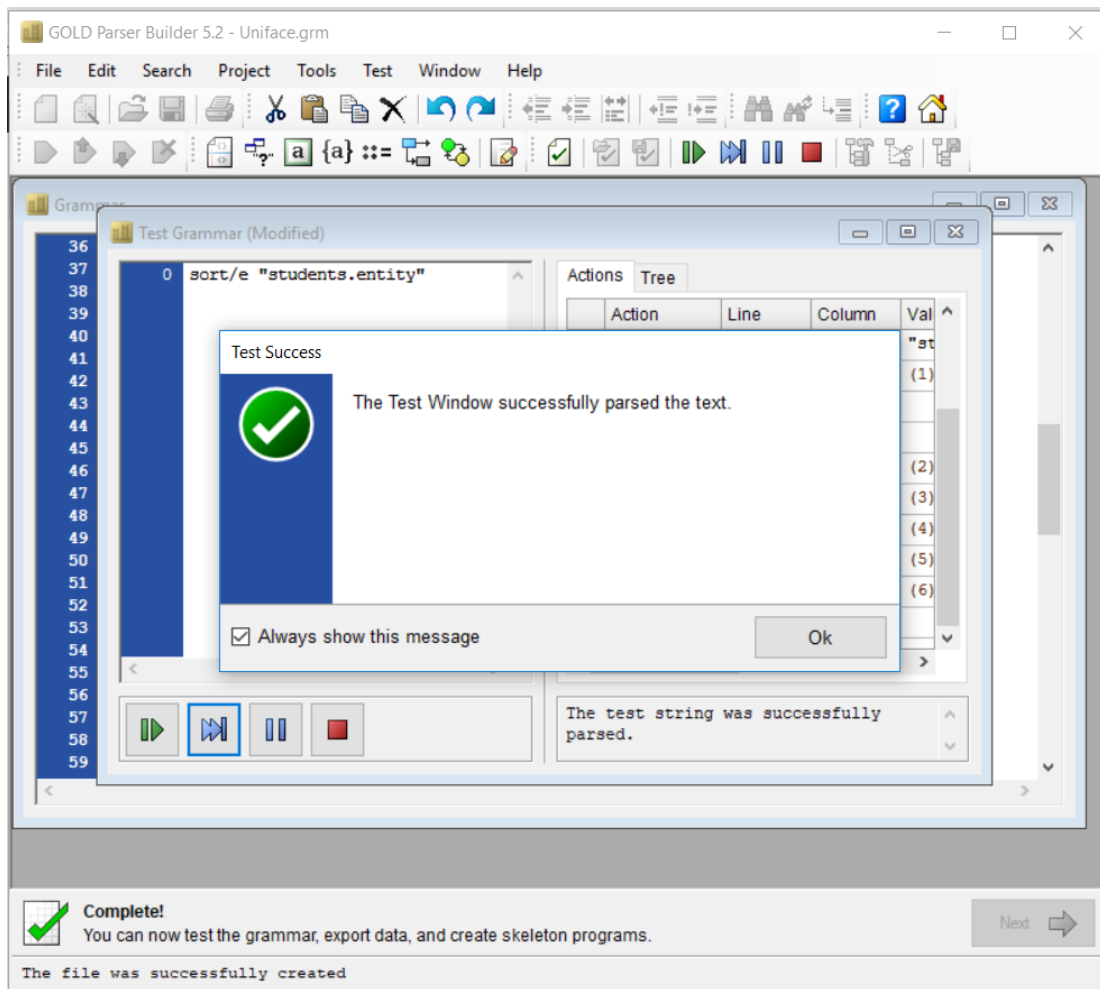 GOLD Parser Builder 5.2 - Uniface.grm
File Edit Search Project Tools Test Window Help
a {a} ::=
Test Grammar (Modified)
36
37
38
39
40
41
42
43
44
45
46
47
48
49
50
51
52
53
54
55
56
57
58
59
0 sort/e "students.entity"
Actions Tree
Action Line Column Val
"st
(1)
(2)
(3)
(4)
(5)
(6)
Test Success
The Test Window successfully parsed the text.
Always show this message
Ok
The test string was successfully
parsed.
Complete!
You can now test the grammar, export data, and create skeleton programs.
Next
The file was successfully created